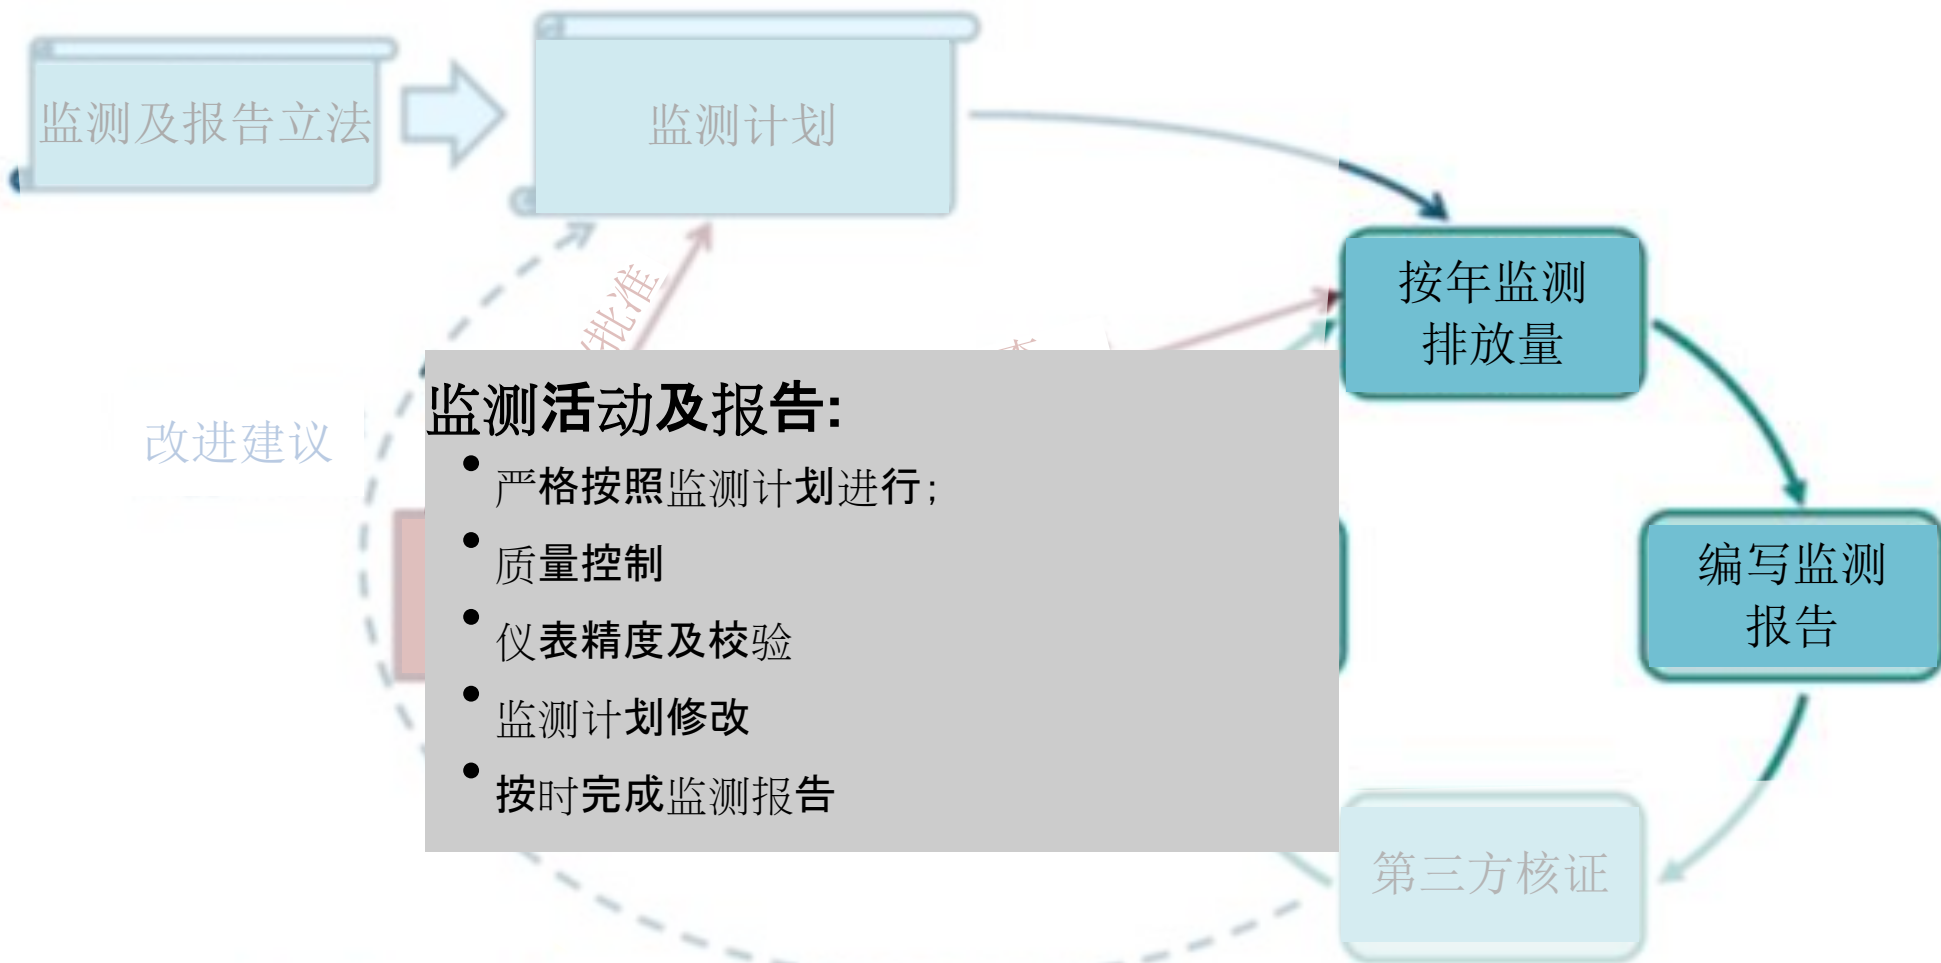 监测及报告立法
监测计划
批准
按年监测
排放量
改进建议
监测活动及报告:
严格按照监测计划进行;
质量控制
仪表精度及校验
监测计划修改
按时完成监测报告
编写监测
报告
第三方核证